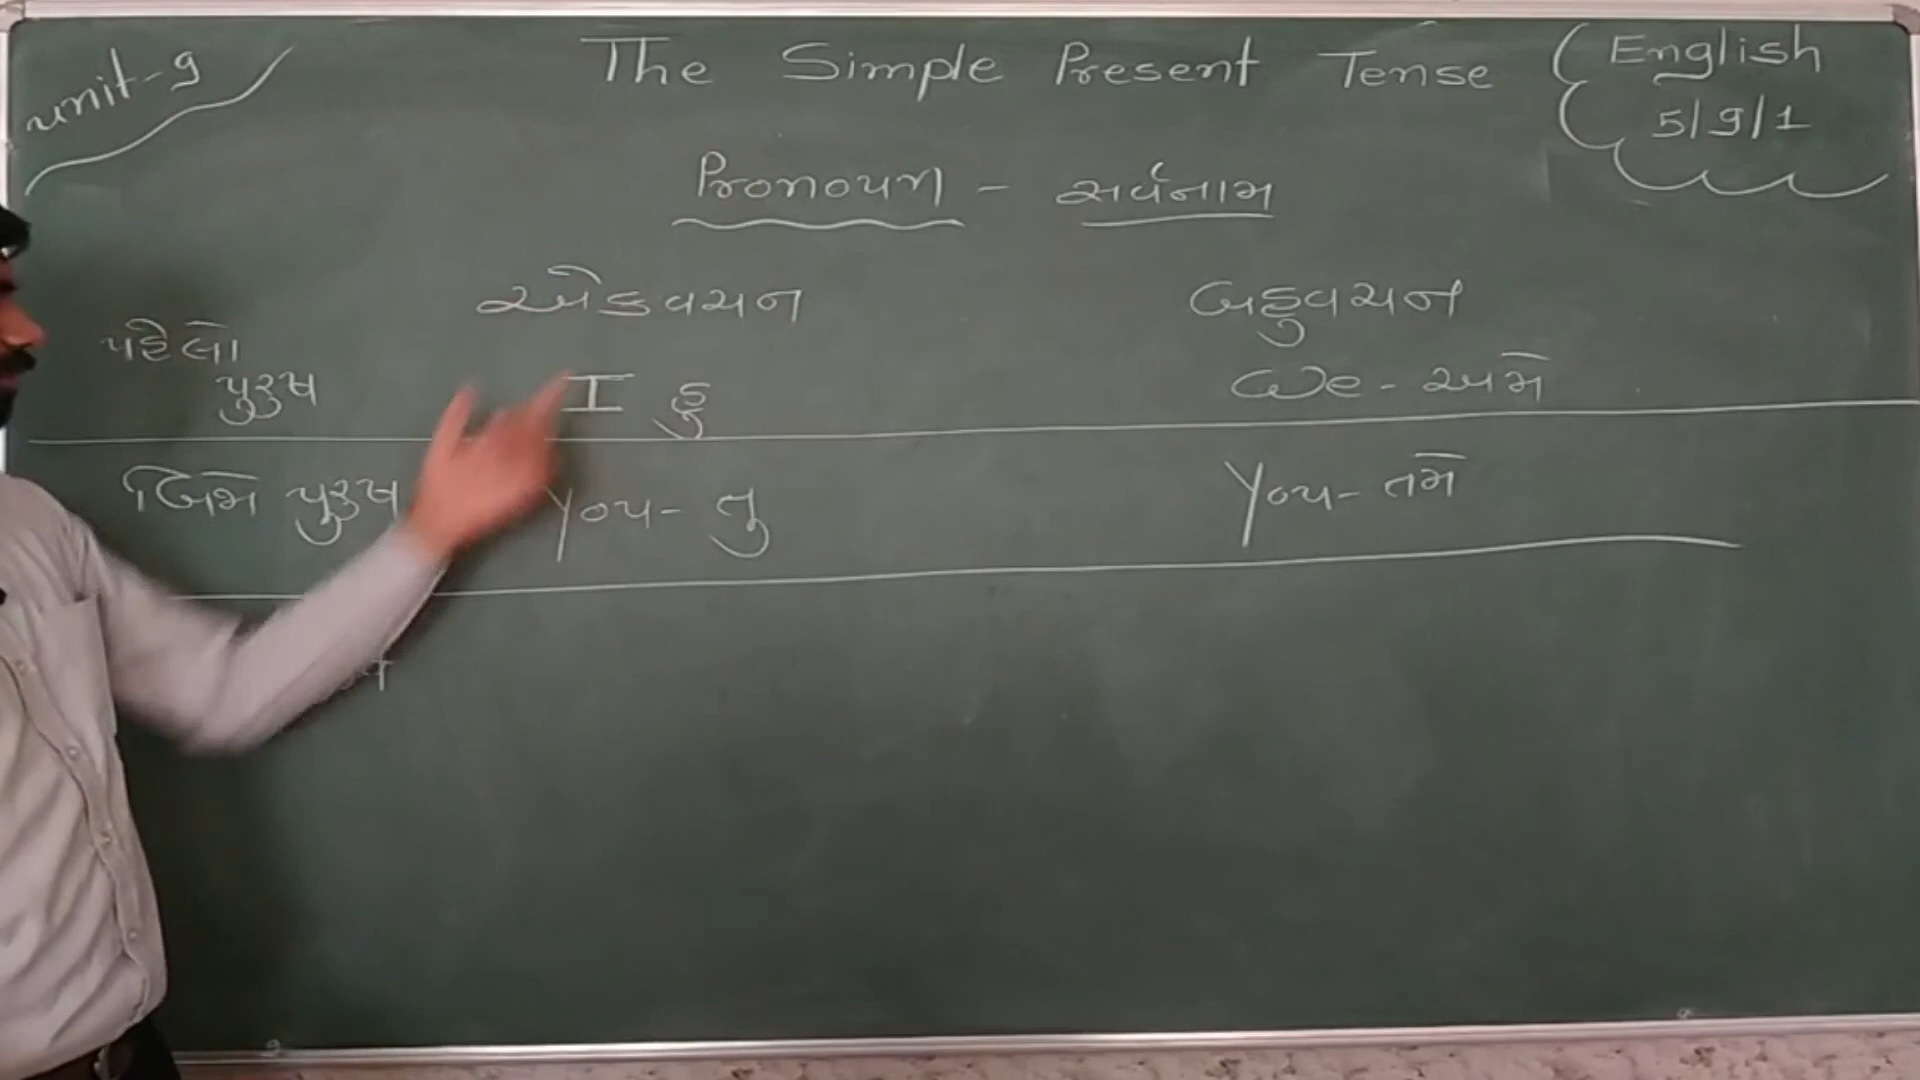 unit-9
The Simple Present Tense
English
5/9/1
Pronoun - સર્વનામ
એકવચન બહુવચન
પહેલો
પુરુષ I હુ We - અમે
બિજો પુરુષ You - તુ You - તમે